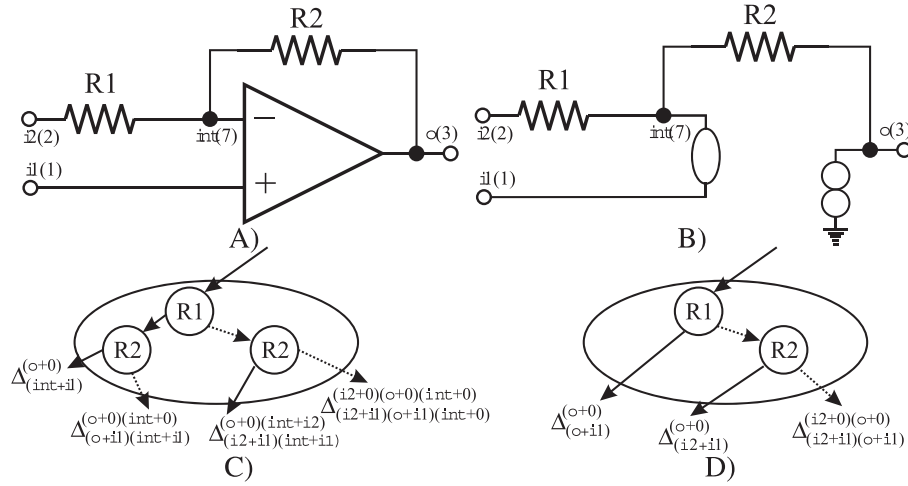 R2
R1
i2(2)
int(7)
i1(1)
−
+
o(3)
A)
R2
R1
i2(2)
int(7)
i1(1)
o(3)
B)
R1
R2
R2
Δ(int+i1)^(o+0)
Δ(o+i1)(int+i1)^(o+0)(int+0)
Δ(i2+i1)(int+i1)^(o+0)(int+i2)
Δ(i2+i1)(o+i1)(int+0)^(i2+0)(o+0)(int+0)
C)
R1
R2
Δ(o+i1)^(o+0)
Δ(i2+i1)^(o+0)
Δ(i2+i1)(o+i1)^(i2+0)(o+0)
D)